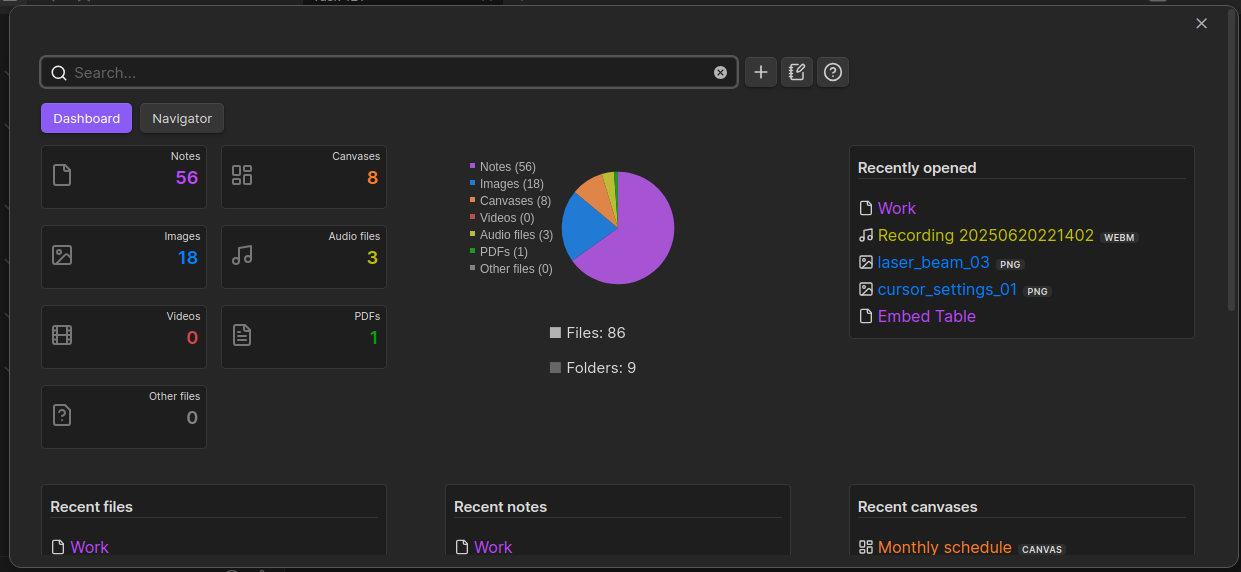 Search...
Dashboard
Navigator
Notes
56
Canvases
8
Images
18
Audio files
3
Videos
0
PDFs
1
Other files
0
Notes (56)
Images (18)
Canvases (8)
Videos (0)
Audio files (3)
PDFs (1)
Other files (0)
Files: 86
Folders: 9
Recently opened
Work
Recording 20250620221402 WEBM
laser_beam_03 PNG
cursor_settings_01 PNG
Embed Table
Recent files
Work
Recent notes
Work
Recent canvases
Monthly schedule CANVAS